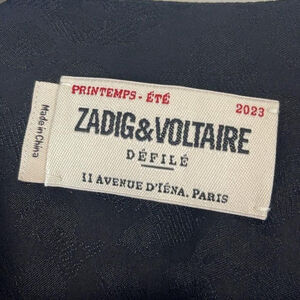 PRINTEMPS - ÉTÉ 2023
ZADIG&VOLTAIRE
DÉFILÉ
11 AVENUE D'IÉNA. PARIS
Made in China